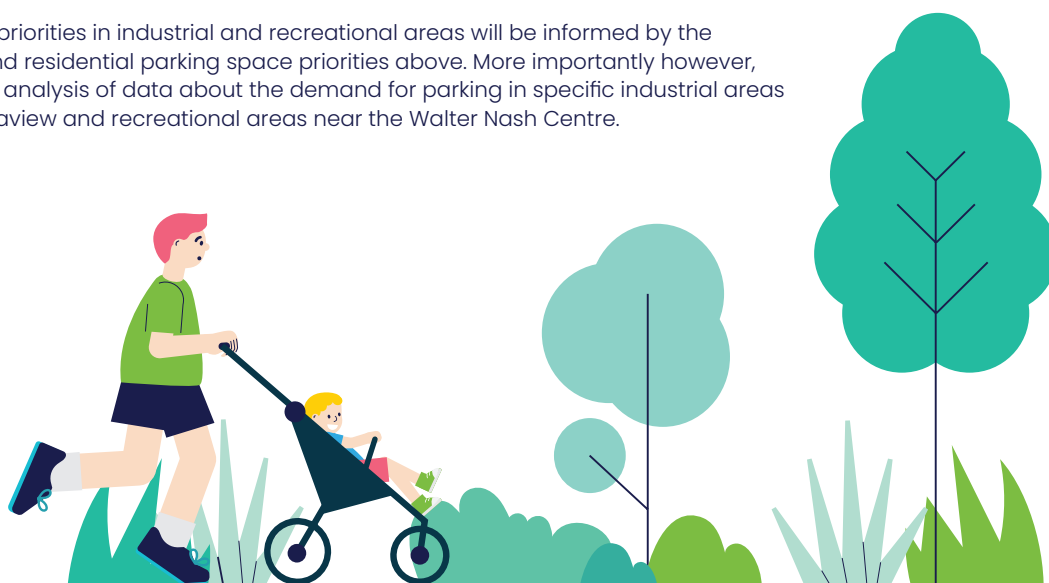 priorities in industrial and recreational areas will be informed by the
residential parking space priorities above. More importantly however,
analysis of data about the demand for parking in specific industrial areas
and recreational areas near the Walter Nash Centre.